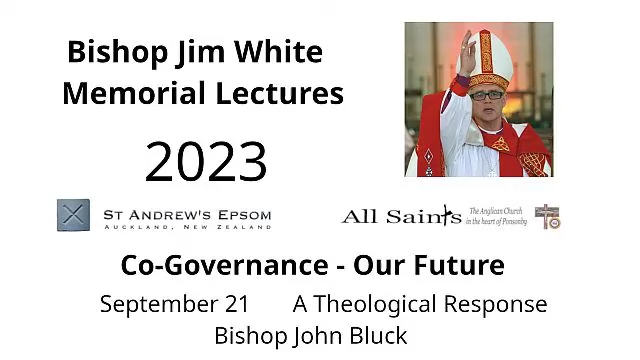 Bishop Jim White
Memorial Lectures
2023
ST ANDREW'S EPSOM
AUCKLAND, NEW ZEALAND
All Saints
The Anglican Church
in the heart of Ponsonby
Co-Governance - Our Future
September 21 A Theological Response
Bishop John Bluck